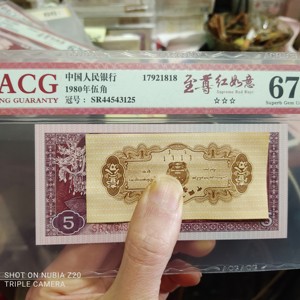 ACG
NG GUARANTY
中国人民银行
1980年伍角
冠号：SR44543125
17921818
至尊红如意
Supreme Red Ruyi
☆☆☆
67
Superb Gem U
5
SHOT ON NUBIA Z20
TRIPLE CAMERA